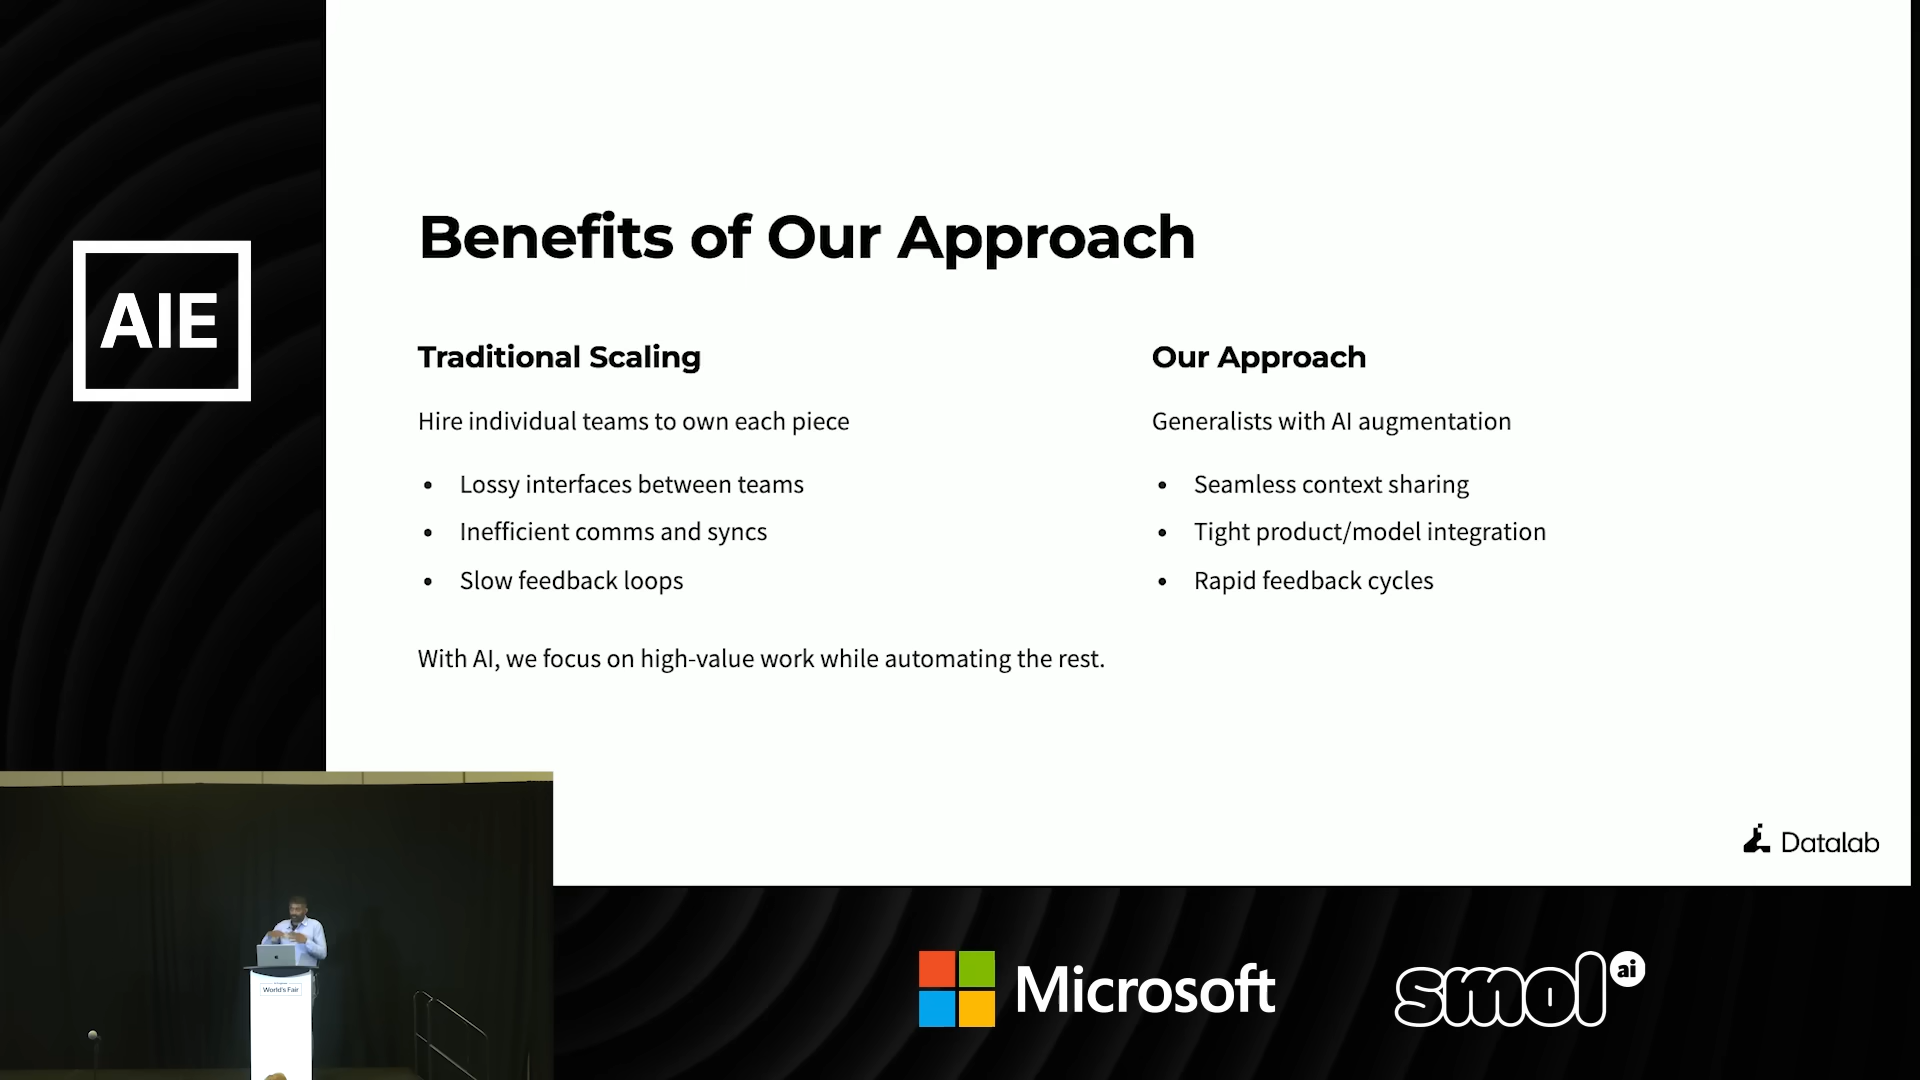 AIE
Benefits of Our Approach
Traditional Scaling
Hire individual teams to own each piece
• Lossy interfaces between teams
• Inefficient comms and syncs
• Slow feedback loops
Our Approach
Generalists with AI augmentation
• Seamless context sharing
• Tight product/model integration
• Rapid feedback cycles
With AI, we focus on high-value work while automating the rest.
Datalab
World's Fair
Microsoft
smol ai